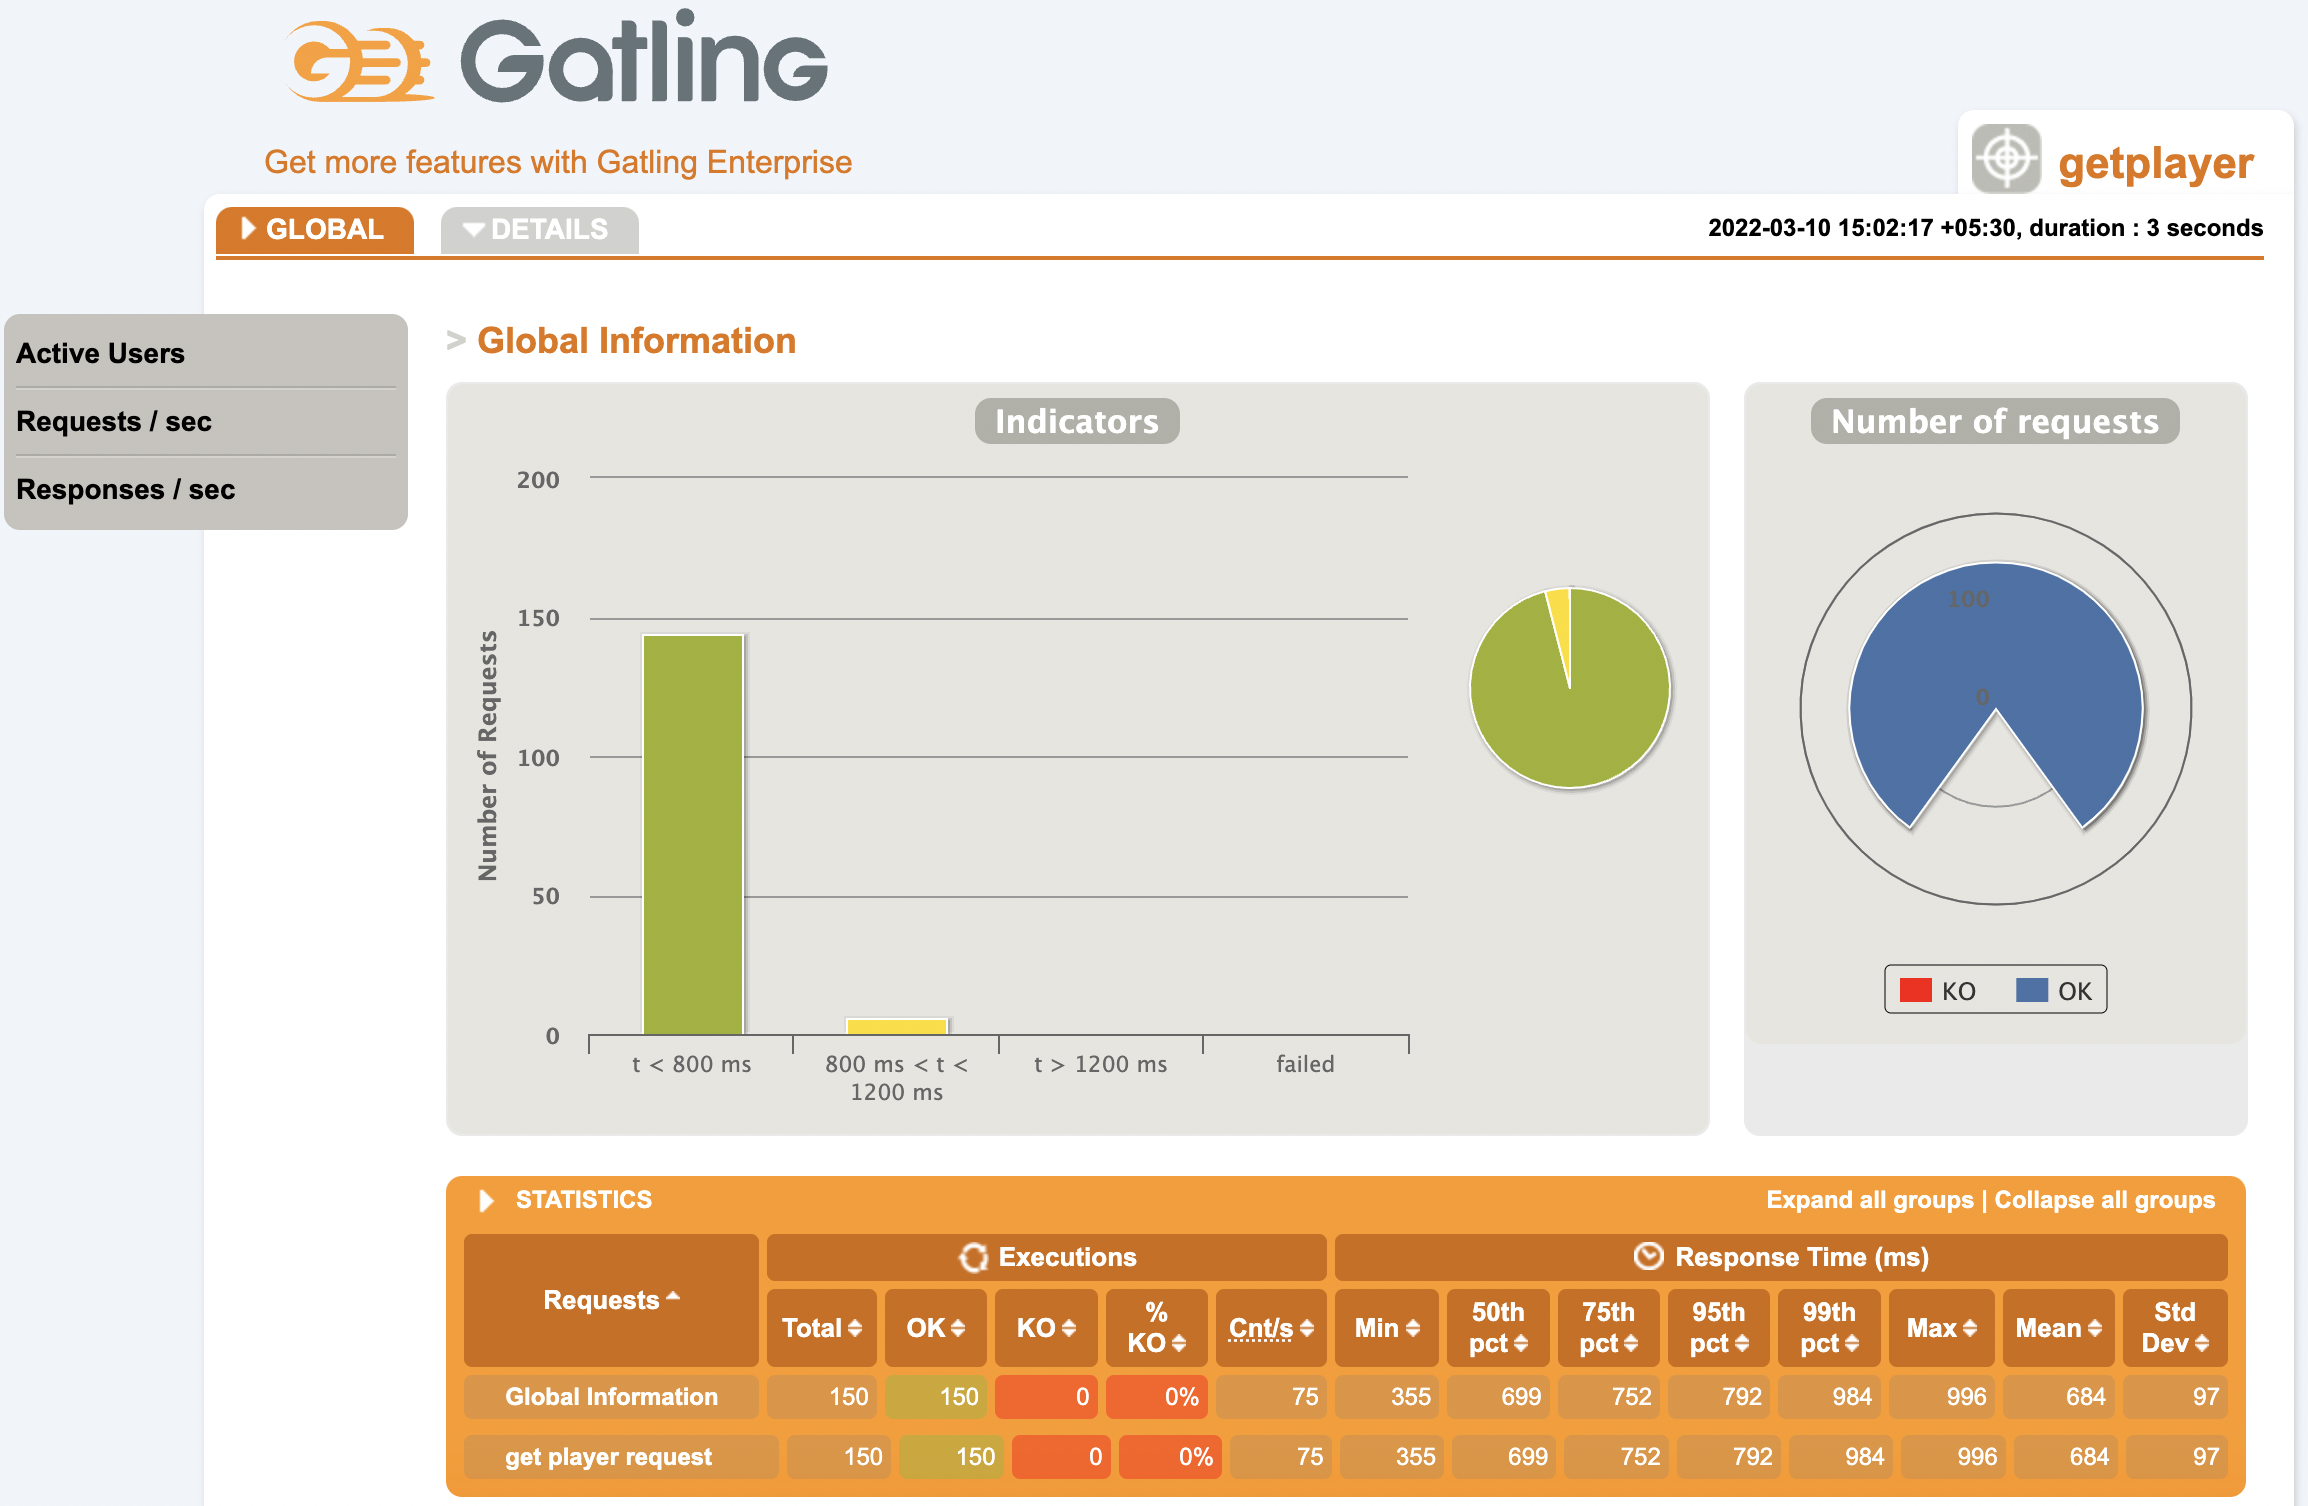 Gatling
Get more features with Gatling Enterprise
getplayer
GLOBAL
DETAILS
2022-03-10 15:02:17 +05:30, duration : 3 seconds
Active Users
Requests / sec
Responses / sec
> Global Information
Indicators
Number of Requests
200
150
100
50
0
t < 800 ms
800 ms < t <
1200 ms
t > 1200 ms
failed
Number of requests
100
0
KO
OK
STATISTICS
Expand all groups | Collapse all groups
Requests
Executions
Response Time (ms)
Total OK KO % KO Cnt/s Min 50th pct 75th pct 95th pct 99th pct Max Mean Std Dev
Global Information 150 150 0 0% 75 355 699 752 792 984 996 684 97
get player request 150 150 0 0% 75 355 699 752 792 984 996 684 97